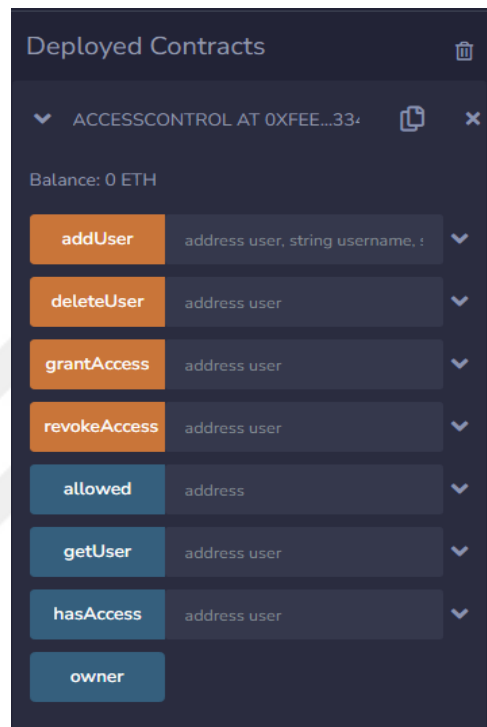 Deployed Contracts
ACCESSCONTROL AT 0XFEE...334
Balance: 0 ETH
addUser address user, string username, s
deleteUser address user
grantAccess address user
revokeAccess address user
allowed address
getUser address user
hasAccess address user
owner